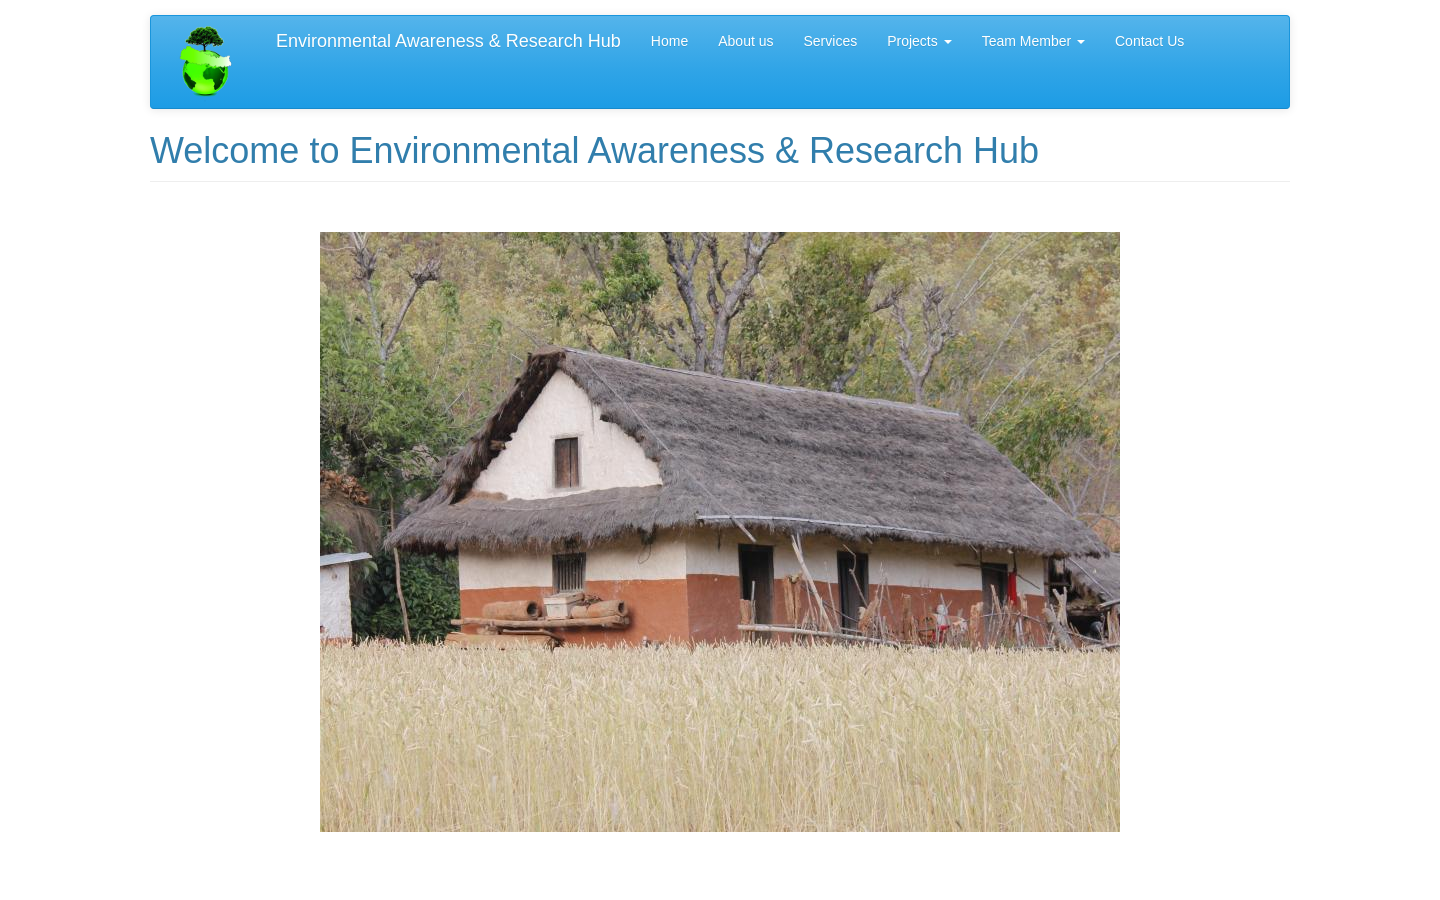 Environmental Awareness & Research Hub
Home
About us
Services
Projects
Team Member
Contact Us
Welcome to Environmental Awareness & Research Hub